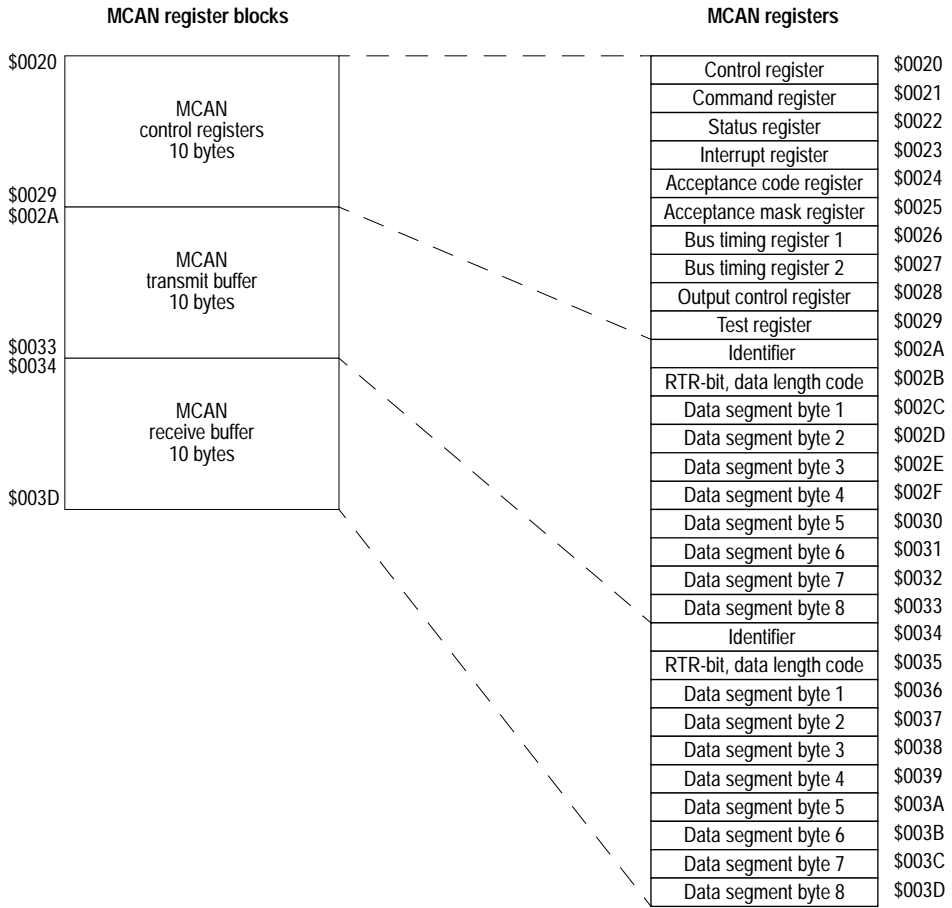 MCAN register blocks
$0020
MCAN
control registers
10 bytes
$0029
$002A
MCAN
transmit buffer
10 bytes
$0033
$0034
MCAN
receive buffer
10 bytes
$003D
MCAN registers
Control register $0020
Command register $0021
Status register $0022
Interrupt register $0023
Acceptance code register $0024
Acceptance mask register $0025
Bus timing register 1 $0026
Bus timing register 2 $0027
Output control register $0028
Test register $0029
Identifier $002A
RTR-bit, data length code $002B
Data segment byte 1 $002C
Data segment byte 2 $002D
Data segment byte 3 $002E
Data segment byte 4 $002F
Data segment byte 5 $0030
Data segment byte 6 $0031
Data segment byte 7 $0032
Data segment byte 8 $0033
Identifier $0034
RTR-bit, data length code $0035
Data segment byte 1 $0036
Data segment byte 2 $0037
Data segment byte 3 $0038
Data segment byte 4 $0039
Data segment byte 5 $003A
Data segment byte 6 $003B
Data segment byte 7 $003C
Data segment byte 8 $003D